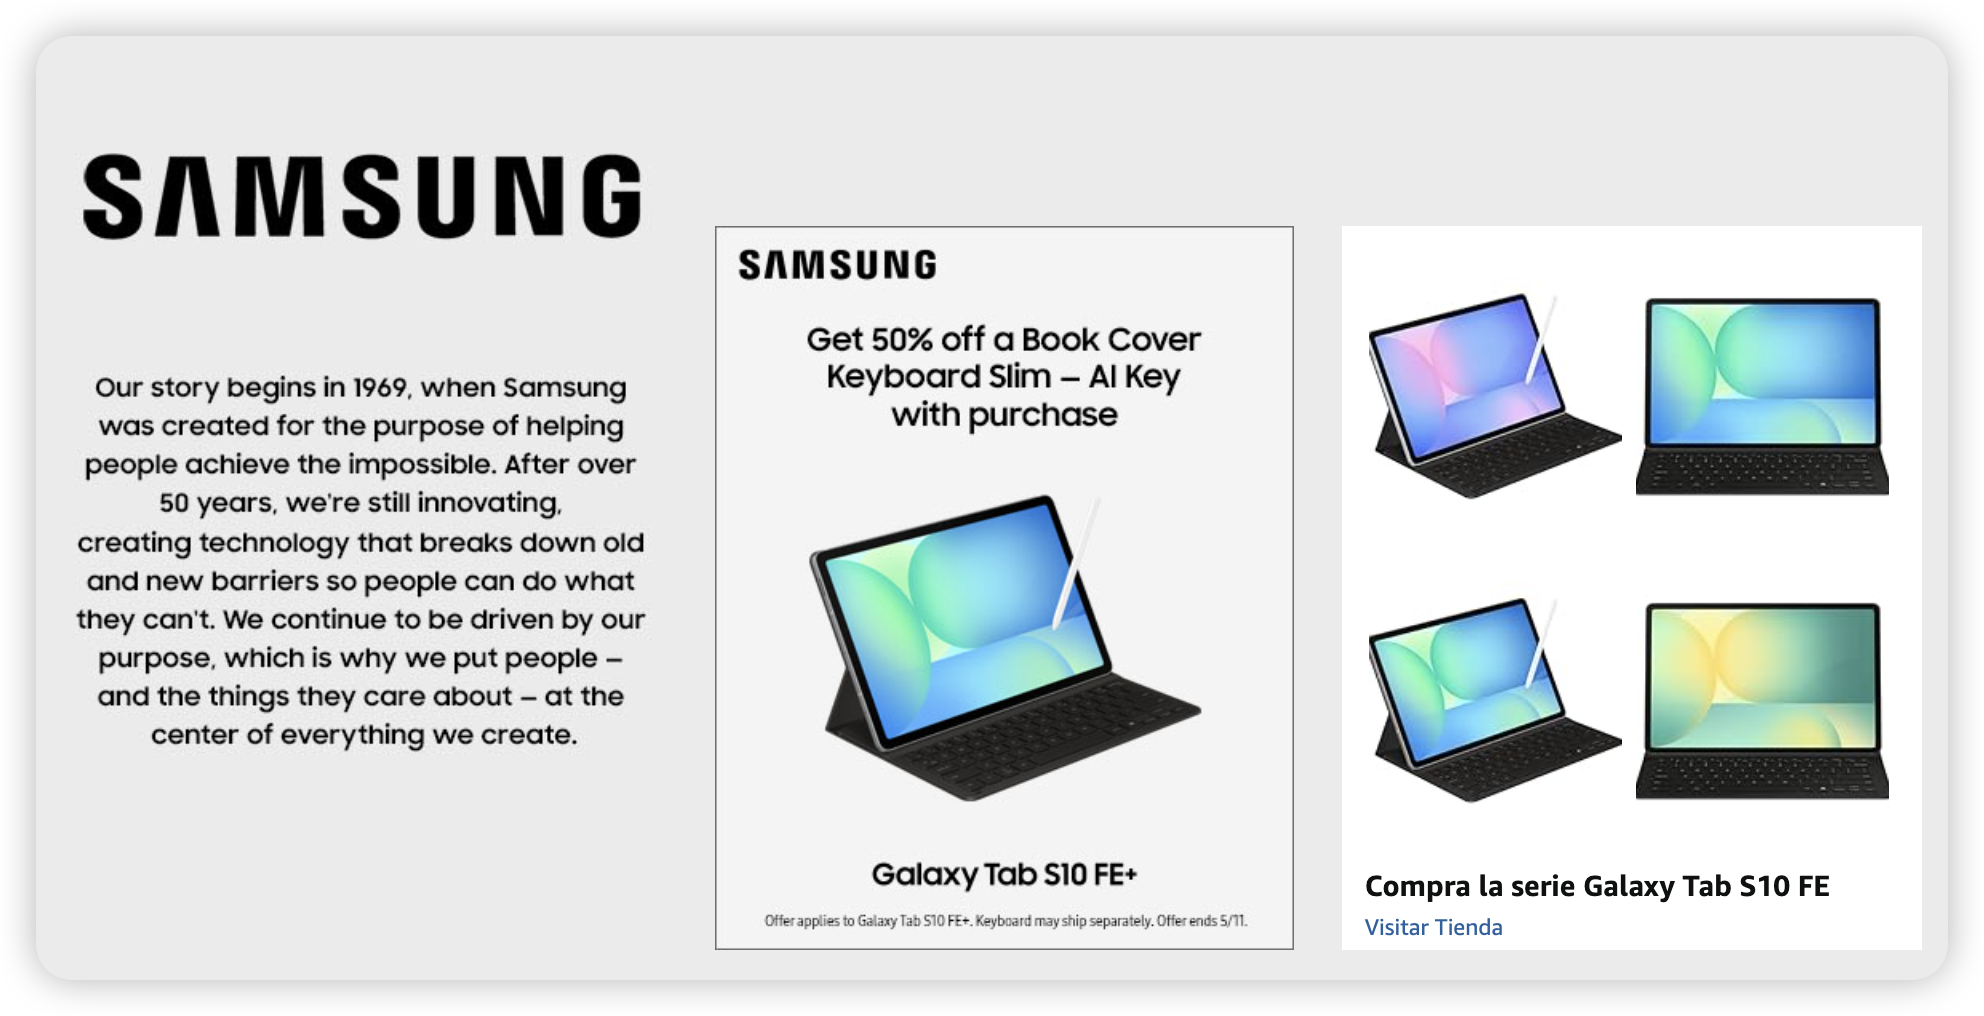 SAMSUNG
Our story begins in 1969, when Samsung
was created for the purpose of helping
people achieve the impossible. After over
50 years, we're still innovating,
creating technology that breaks down old
and new barriers so people can do what
they can't. We continue to be driven by our
purpose, which is why we put people –
and the things they care about – at the
center of everything we create.
SAMSUNG
Get 50% off a Book Cover
Keyboard Slim – AI Key
with purchase
Galaxy Tab S10 FE+
Offer applies to Galaxy Tab S10 FE+. Keyboard may ship separately. Offer ends 5/11.
Compra la serie Galaxy Tab S10 FE
Visitar Tienda